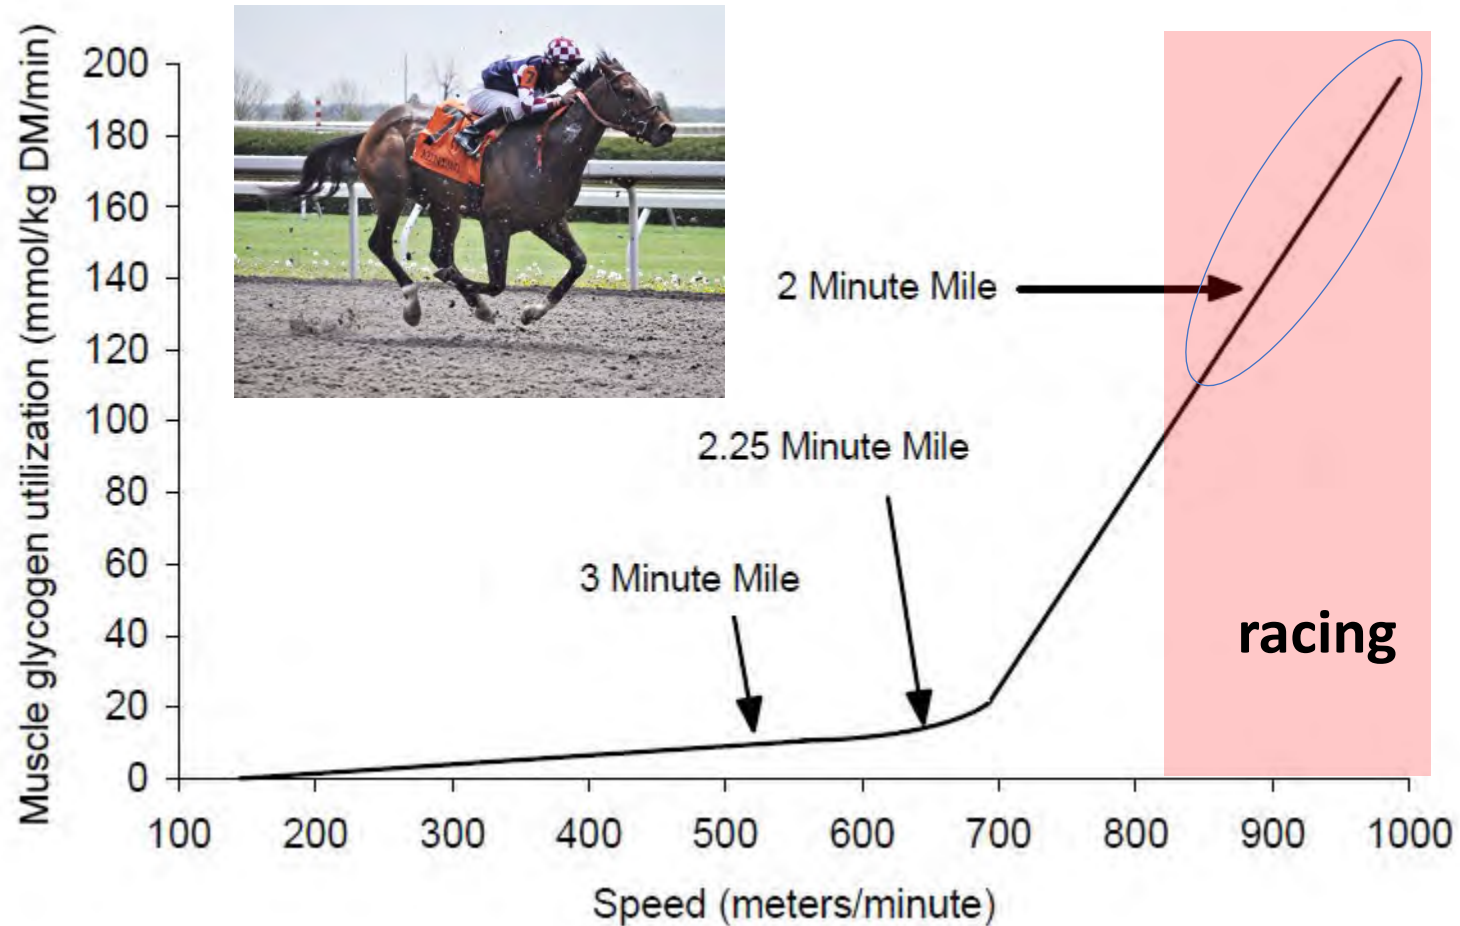 Muscle glycogen utilization (mmol/kg DM/min)
200
180
160
140
120
100
80
60
40
20
0
2 Minute Mile
2.25 Minute Mile
3 Minute Mile
racing
100 200 300 400 500 600 700 800 900 1000
Speed (meters/minute)